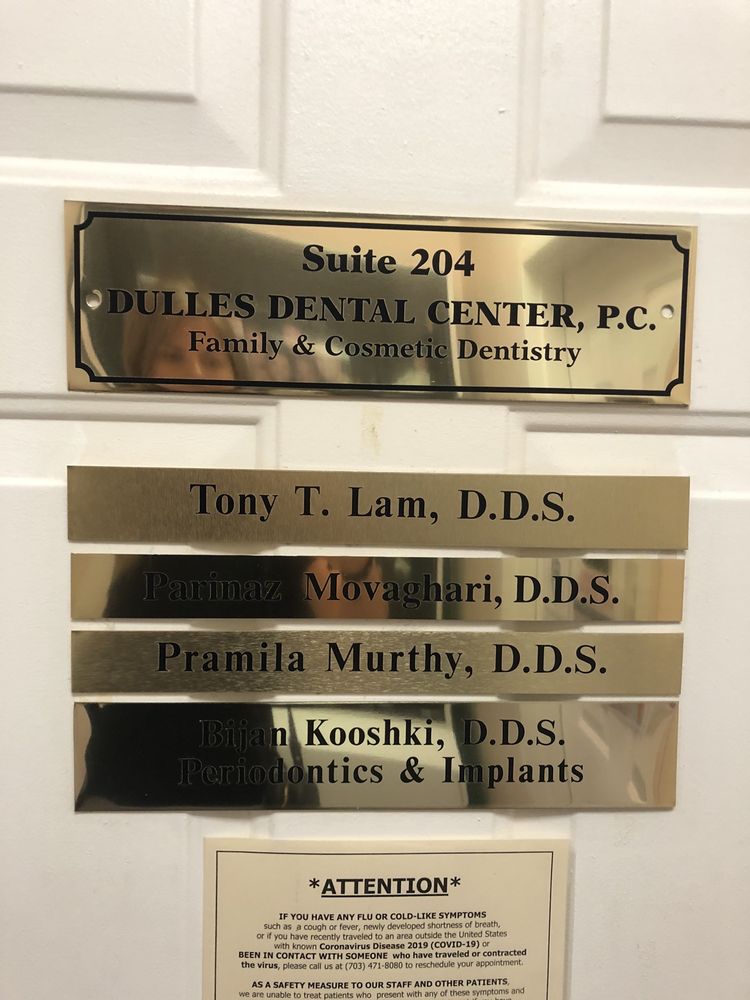 Suite 204
DULLES DENTAL CENTER, P.C.
Family & Cosmetic Dentistry
Tony T. Lam, D.D.S.
Parinaz Movaghari, D.D.S.
Pramila Murthy, D.D.S.
Bijan Kooshki, D.D.S.
Periodontics & Implants
*ATTENTION*
IF YOU HAVE ANY FLU OR COLD-LIKE SYMPTOMS
such as a cough or fever, newly developed shortness of breath,
or if you have recently traveled to an area outside the United States
with known Coronavirus Disease 2019 (COVID-19) or
BEEN IN CONTACT WITH SOMEONE who have traveled or contracted
the virus, please call us at (703) 471-8080 to reschedule your appointment.
AS A SAFETY MEASURE TO OUR STAFF AND OTHER PATIENTS,
we are unable to treat patients who present with any of these symptoms and